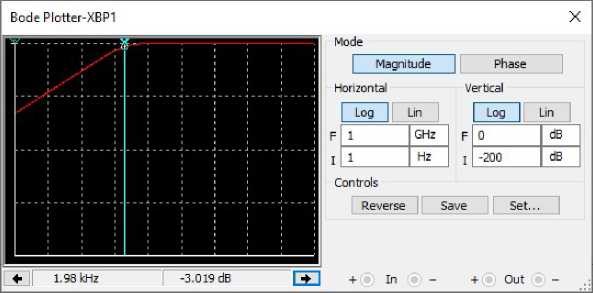 Bode Plotter-XBP1
Mode
Magnitude Phase
Horizontal Vertical
Log Lin Log Lin
F 1 GHz F 0 dB
I 1 Hz I -200 dB
Controls
Reverse Save Set...
1.98 kHz -3.019 dB
+ In - + Out -